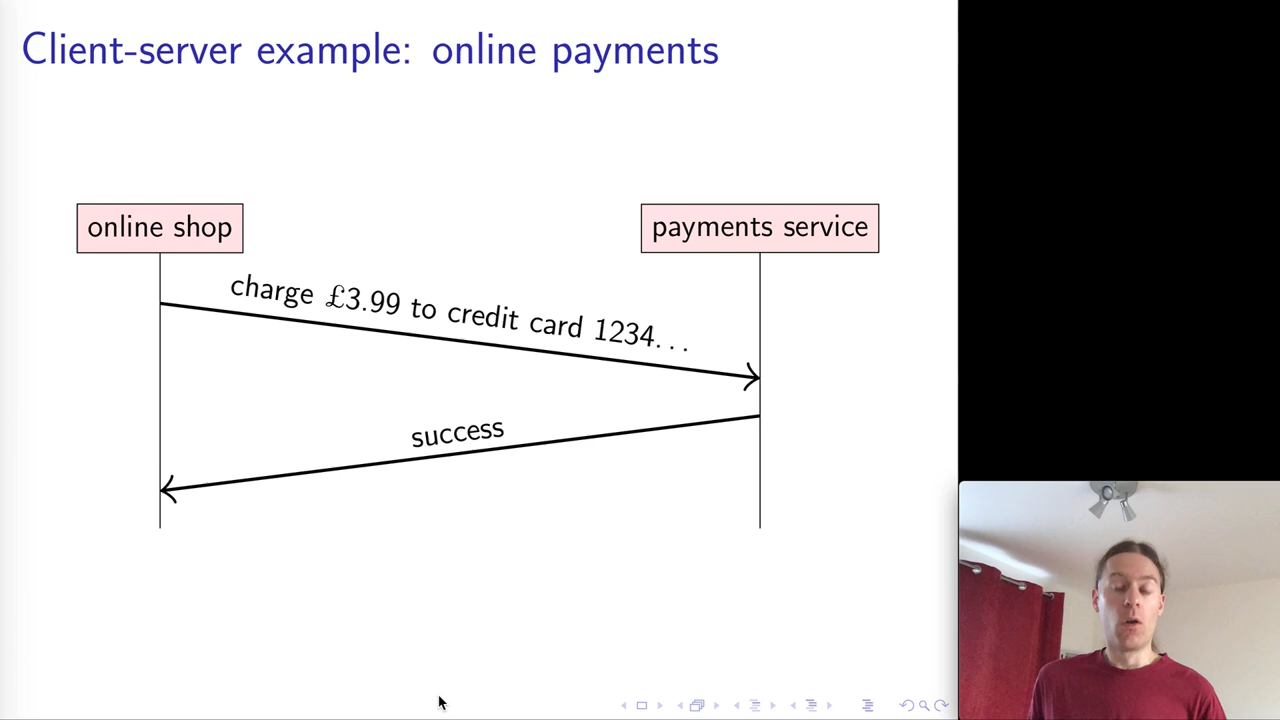 Client-server example: online payments
online shop
payments service
charge £3.99 to credit card 1234...
success